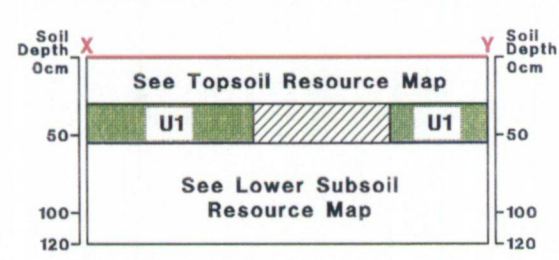 Soil
Depth
X
Y
Soil
Depth
0cm
See Topsoil Resource Map
0cm
U1
U1
50
50
See Lower Subsoil
Resource Map
100
100
120
120